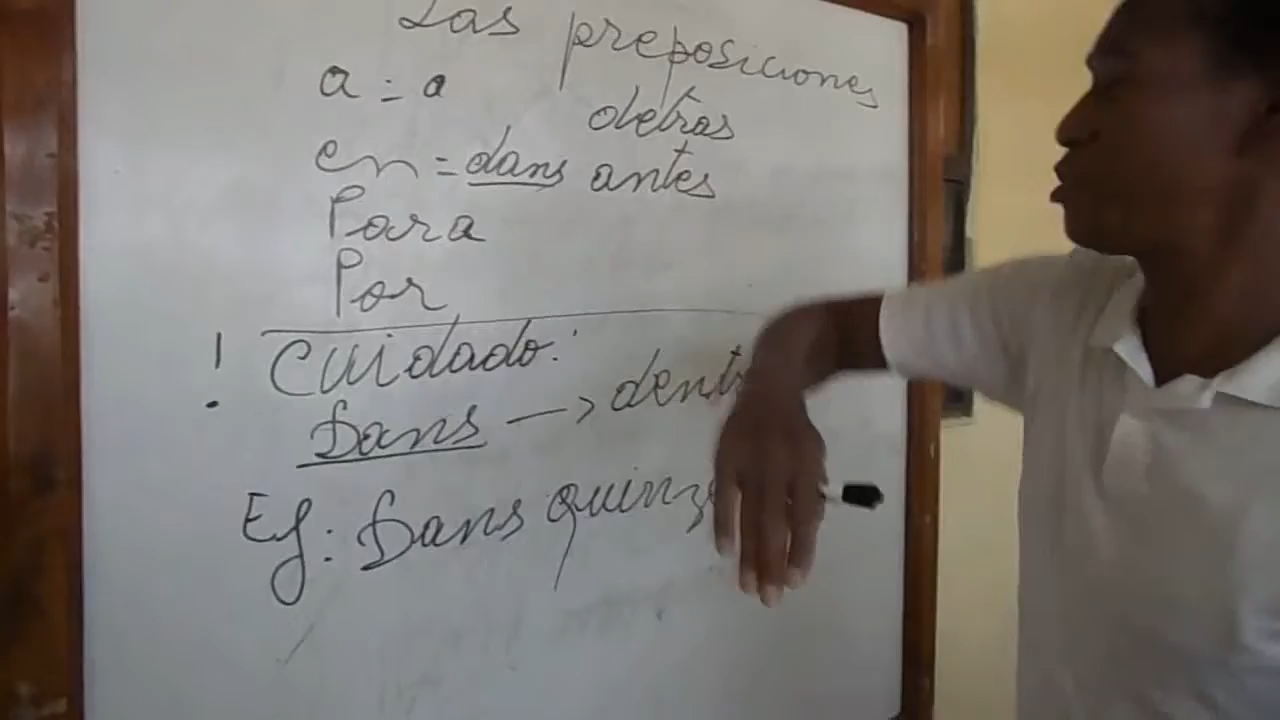 Las preposiciones
a = a
detras
en = dans antes
Para
Por
! Cuidado:
Dans → dent
Ej: Dans quinz